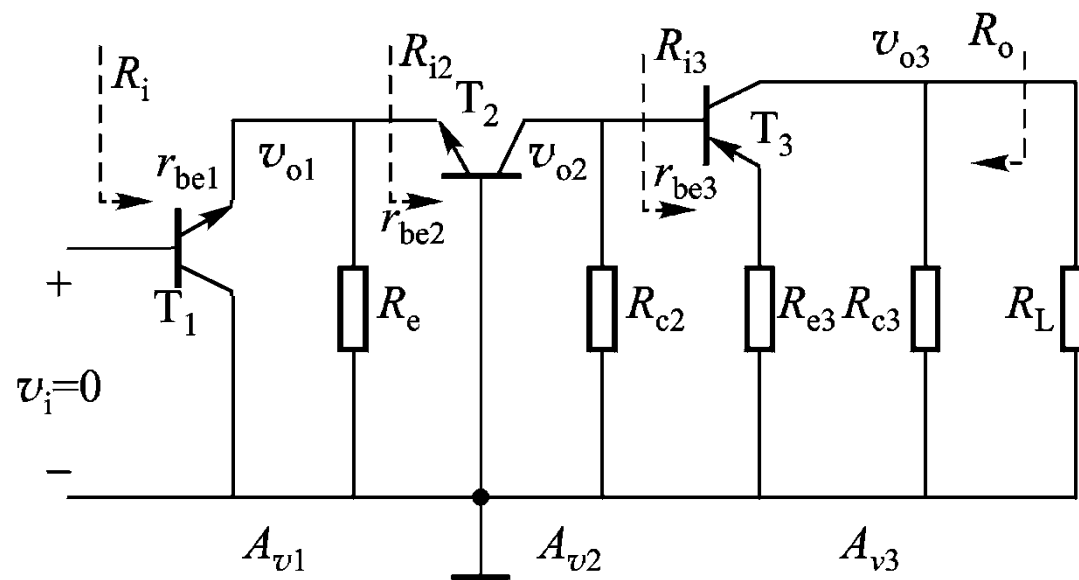 R_i
R_i2
R_i3
v_o3
R_o
T_2
T_3
r_be1
v_o1
v_o2
r_be2
r_be3
+
T_1
R_e
R_c2
R_e3
R_c3
R_L
v_i=0
−
A_v1
A_v2
A_v3